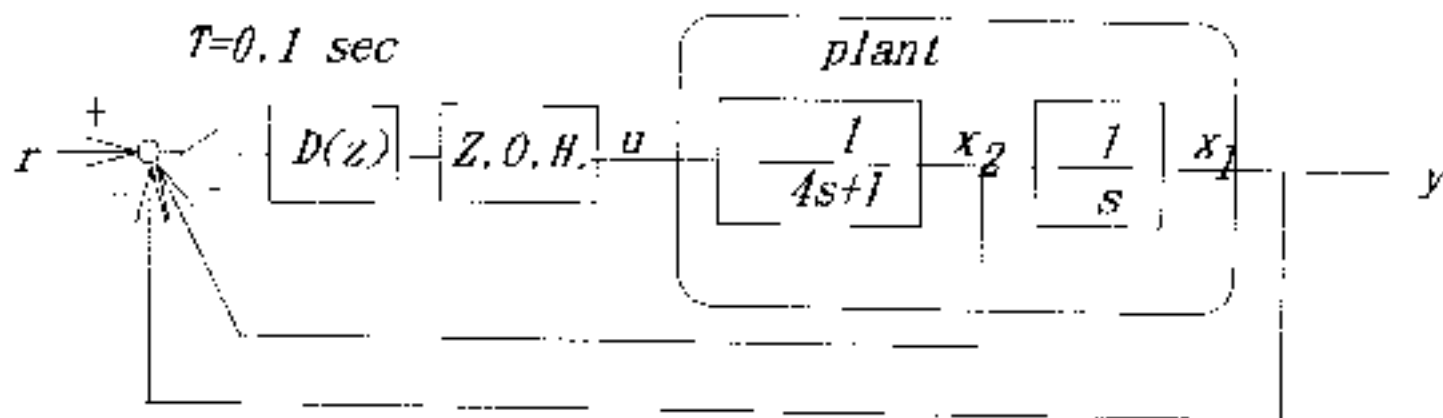 T=0.1 sec
plant
+
r
D(z)
Z.O.H.
u
1
4s+1
x2
1
s
x1
y
-
-